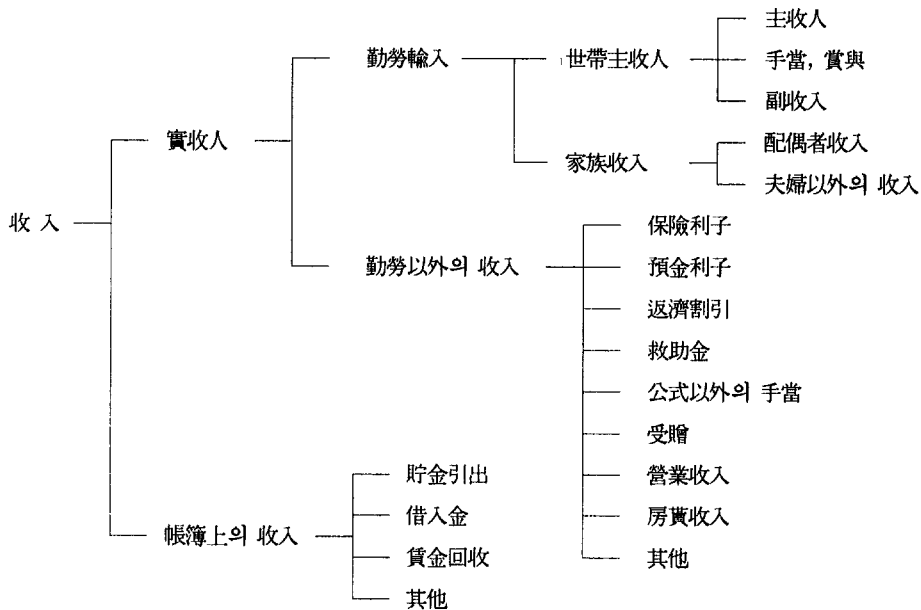 收 入
實收人
勤勞輸入
世帶主收人
主收人
手當, 賞與
副收入
家族收入
配偶者收入
夫婦以外의 收入
勤勞以外의 收入
保險利子
預金利子
返濟割引
救助金
公式以外의 手當
受贈
營業收入
房貰收入
其他
帳簿上의 收入
貯金引出
借入金
賃金回收
其他